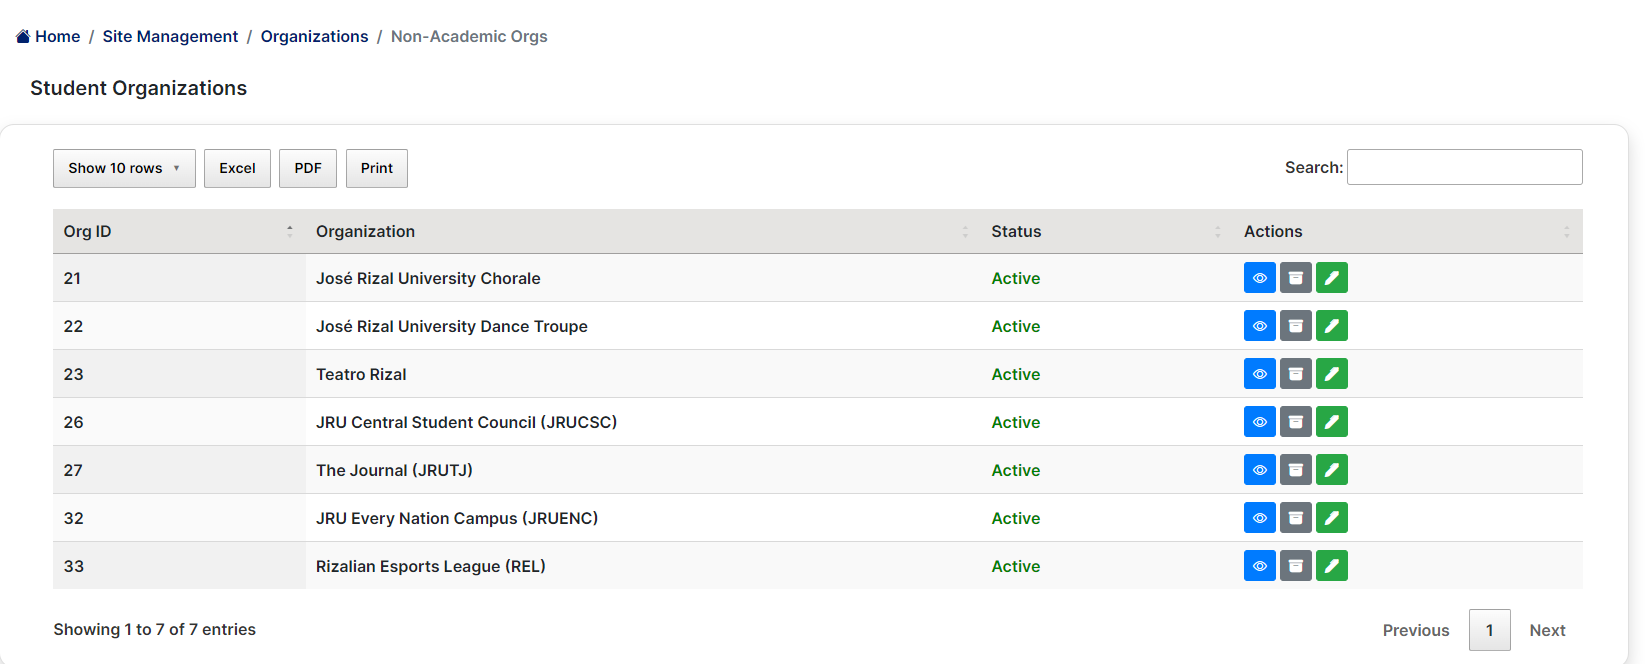 Home / Site Management / Organizations / Non-Academic Orgs
Student Organizations
Show 10 rows Excel PDF Print Search:
Org ID Organization Status Actions
21 José Rizal University Chorale Active
22 José Rizal University Dance Troupe Active
23 Teatro Rizal Active
26 JRU Central Student Council (JRUCSC) Active
27 The Journal (JRUTJ) Active
32 JRU Every Nation Campus (JRUENC) Active
33 Rizalian Esports League (REL) Active
Showing 1 to 7 of 7 entries Previous 1 Next